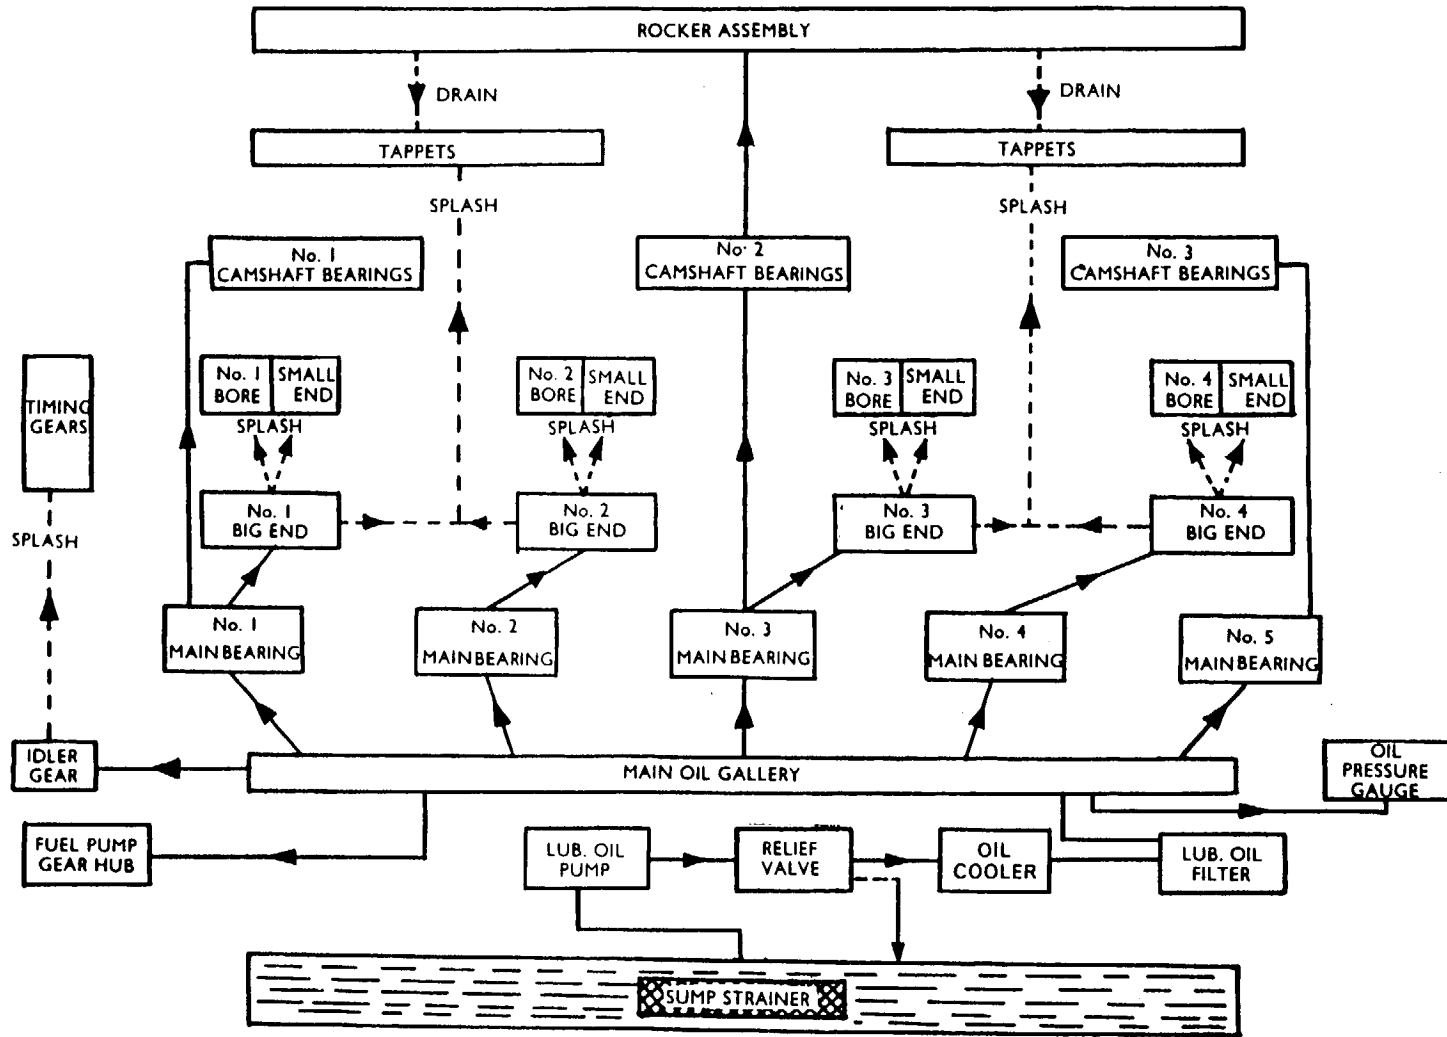 ROCKER ASSEMBLY
DRAIN
DRAIN
TAPPETS
TAPPETS
SPLASH
SPLASH
No. 1
CAMSHAFT BEARINGS
No. 2
CAMSHAFT BEARINGS
No. 3
CAMSHAFT BEARINGS
TIMING
GEARS
No. 1
BORE
SMALL
END
No. 2
BORE
SMALL
END
No. 3
BORE
SMALL
END
No. 4
BORE
SMALL
END
SPLASH
SPLASH
SPLASH
SPLASH
No. 1
BIG END
No. 2
BIG END
No. 3
BIG END
No. 4
BIG END
SPLASH
No. 1
MAIN BEARING
No. 2
MAIN BEARING
No. 3
MAIN BEARING
No. 4
MAIN BEARING
No. 5
MAIN BEARING
IDLER
GEAR
MAIN OIL GALLERY
OIL
PRESSURE
GAUGE
FUEL PUMP
GEAR HUB
LUB. OIL
PUMP
RELIEF
VALVE
OIL
COOLER
LUB. OIL
FILTER
SUMP STRAINER